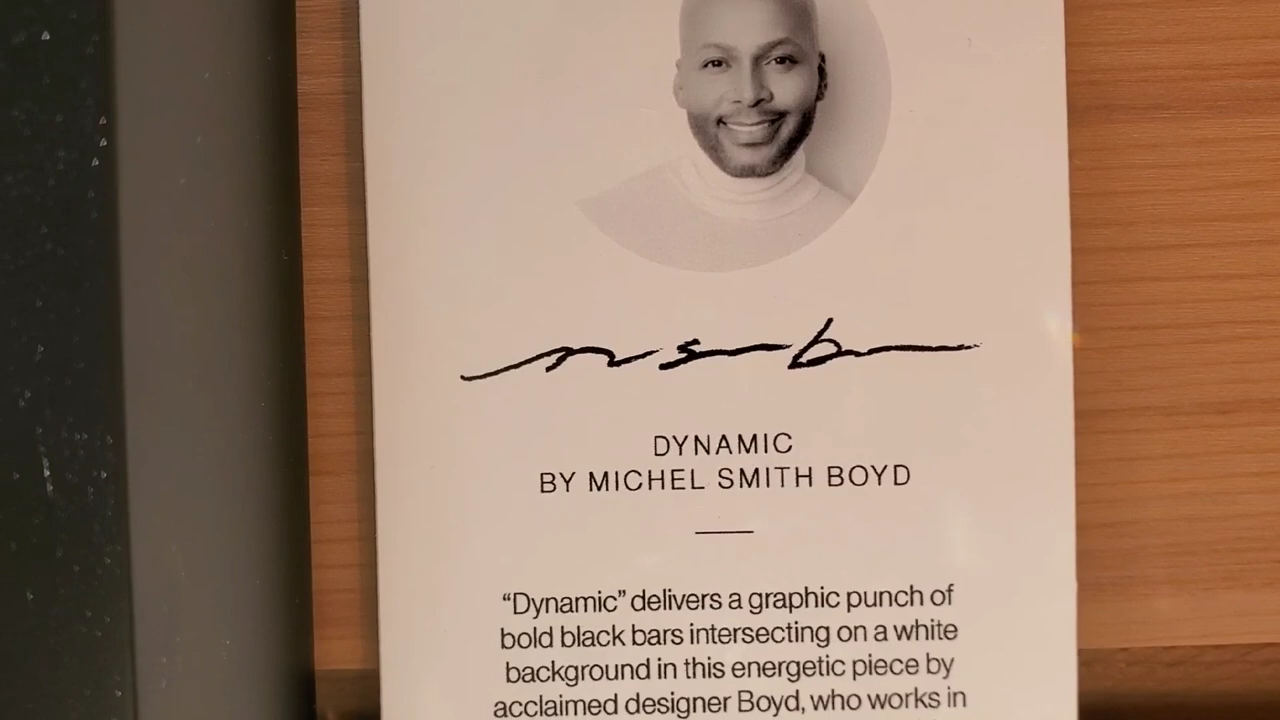 DYNAMIC
BY MICHEL SMITH BOYD
“Dynamic” delivers a graphic punch of
bold black bars intersecting on a white
background in this energetic piece by
acclaimed designer Boyd, who works in